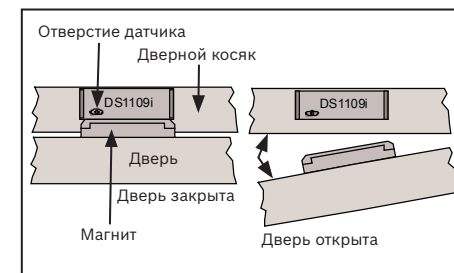 Отверстие датчика
Дверной косяк
DS1109i
DS1109i
Дверь
Дверь закрыта
Магнит
Дверь открыта